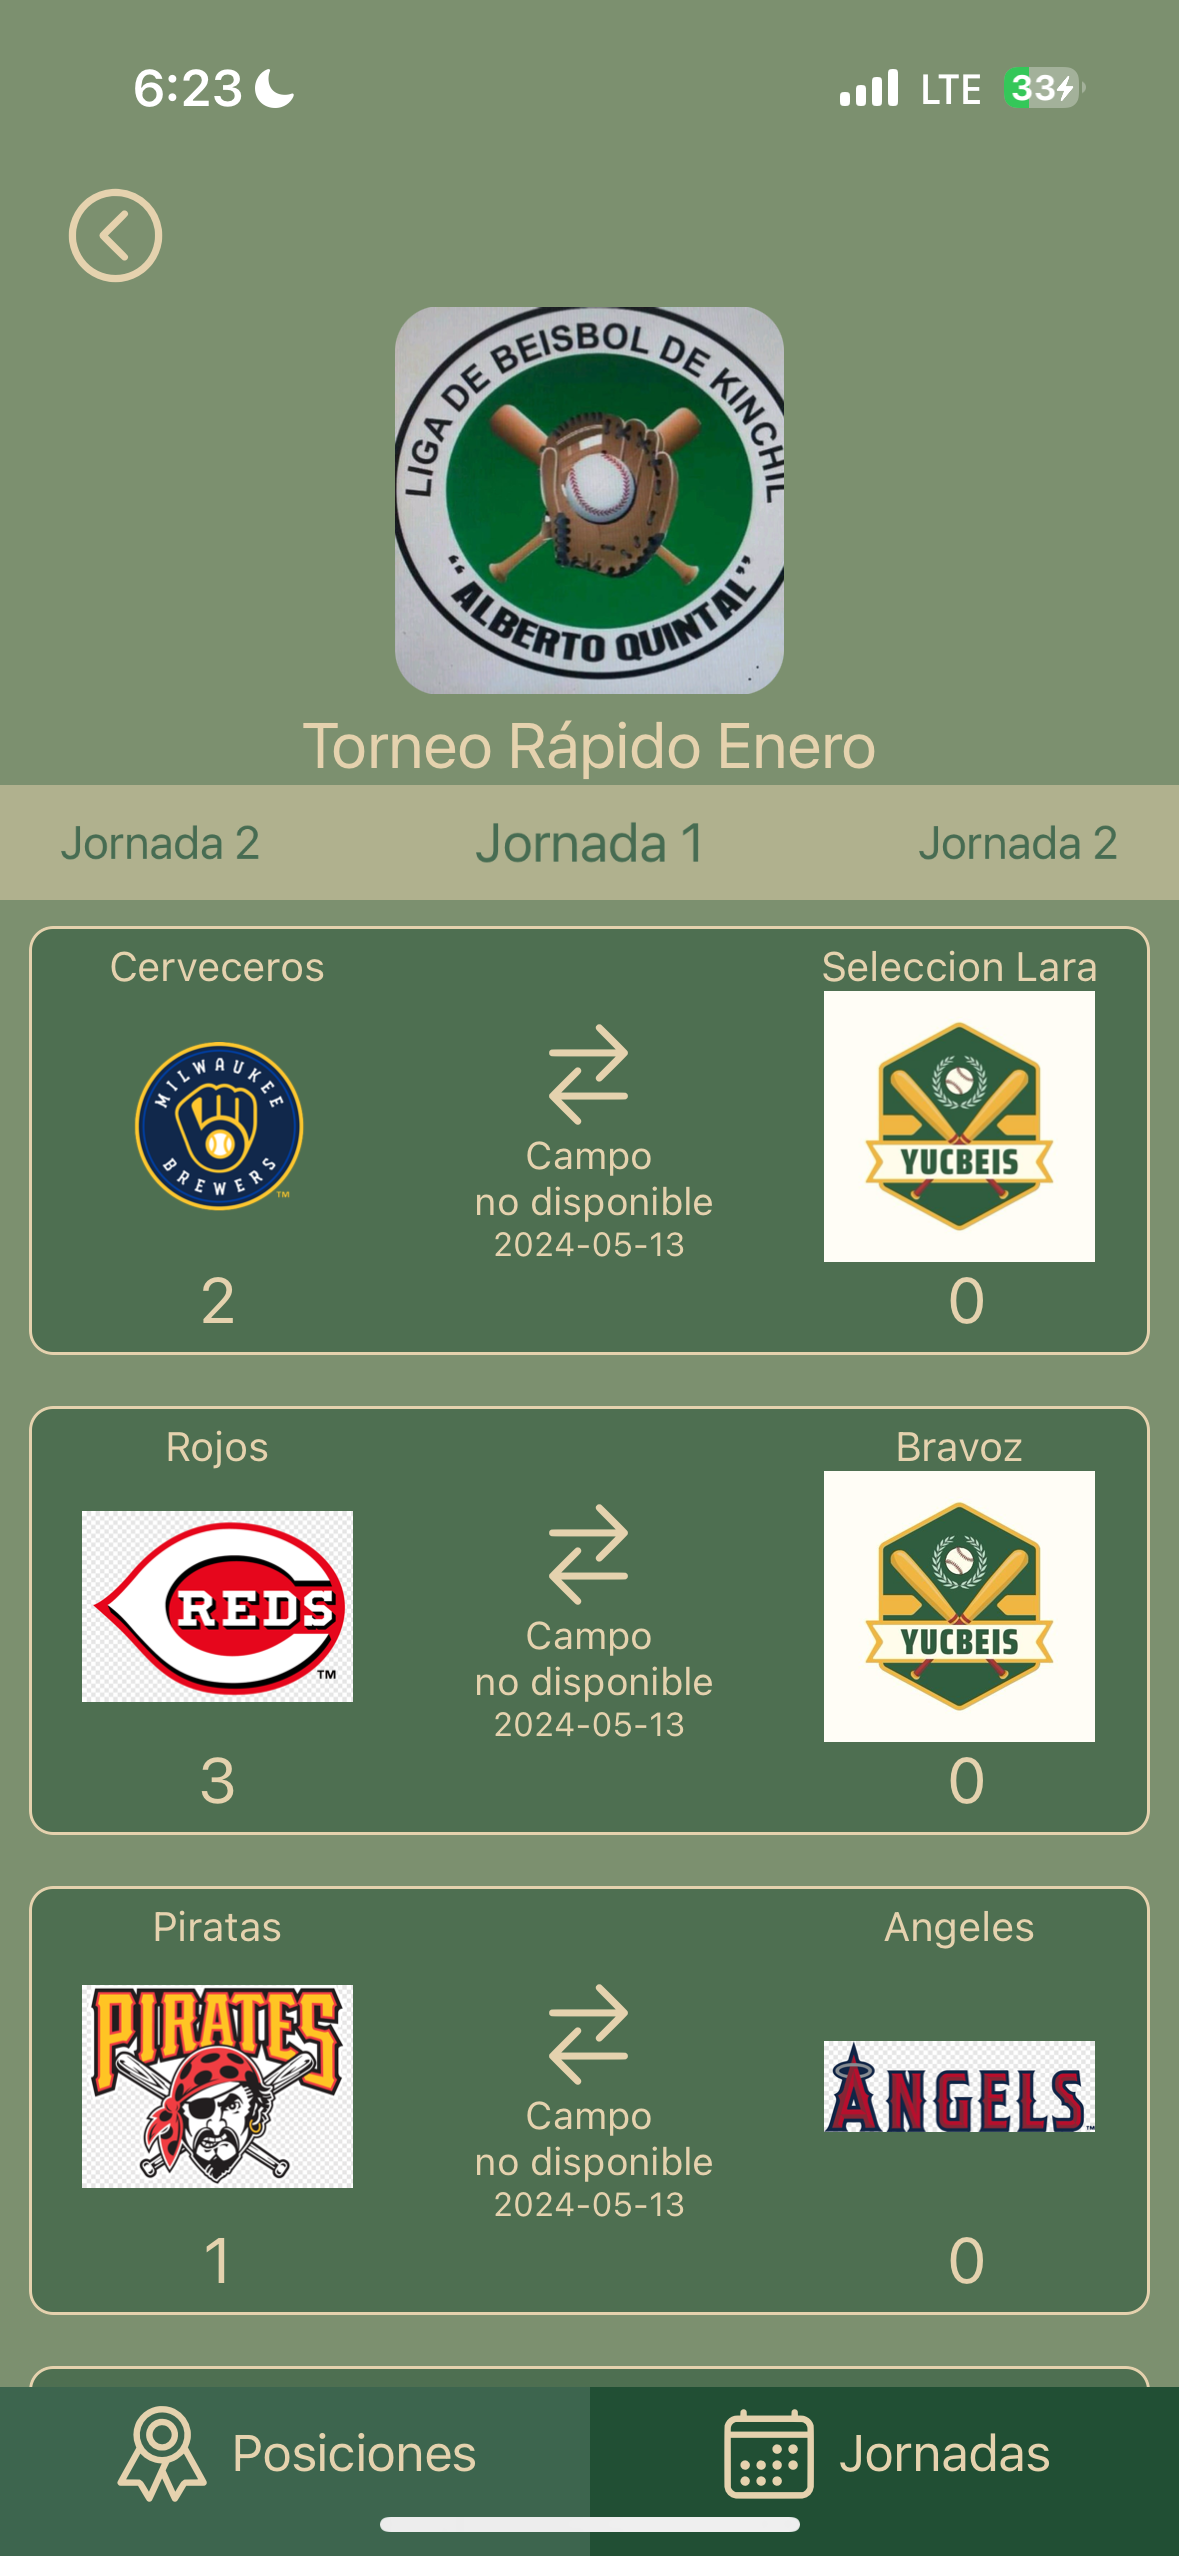 6:23
LTE
33
LIGA DE BEISBOL DE KINCHIL
“ALBERTO QUINTAL”
Torneo Rápido Enero
Jornada 2
Jornada 1
Jornada 2
Cerveceros
Seleccion Lara
MILWAUKEE
BREWERS
TM
YUCBEIS
Campo
no disponible
2024-05-13
2
0
Rojos
Bravoz
REDS
TM
YUCBEIS
Campo
no disponible
2024-05-13
3
0
Piratas
Angeles
PIRATES
ANGELS
TM
Campo
no disponible
2024-05-13
1
0
Posiciones
Jornadas